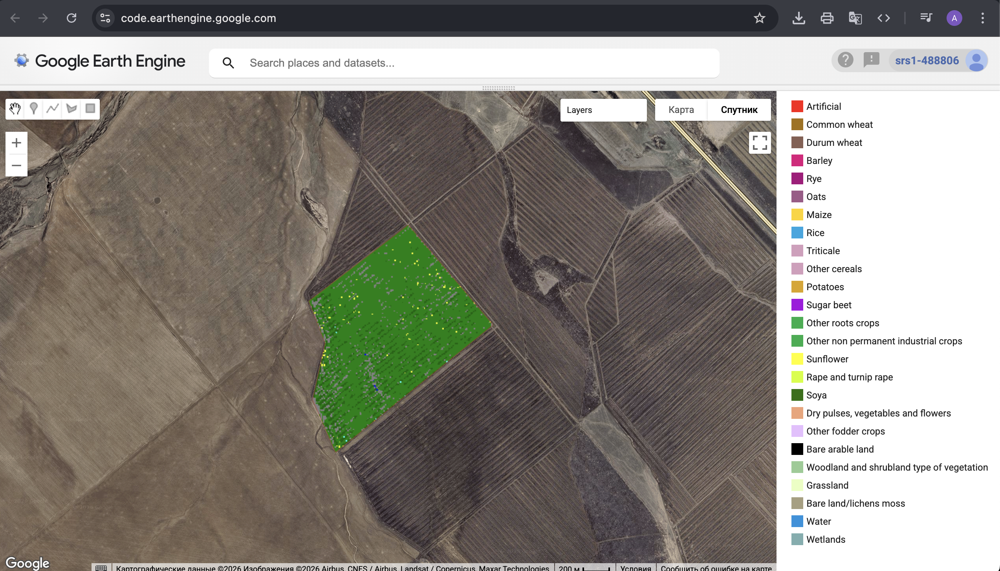 code.earthengine.google.com
A
Google Earth Engine
Search places and datasets...
srs1-488806
Layers
Карта
Спутник
Artificial
Common wheat
Durum wheat
Barley
Rye
Oats
Maize
Rice
Triticale
Other cereals
Potatoes
Sugar beet
Other roots crops
Other non permanent industrial crops
Sunflower
Rape and turnip rape
Soya
Dry pulses, vegetables and flowers
Other fodder crops
Bare arable land
Woodland and shrubland type of vegetation
Grassland
Bare land/lichens moss
Water
Wetlands
Google
Картографические данные ©2026 Изображения ©2026 Airbus, CNES / Airbus, Landsat / Copernicus, Maxar Technologies
200 м
Условия
Сообщить об ошибке на карте